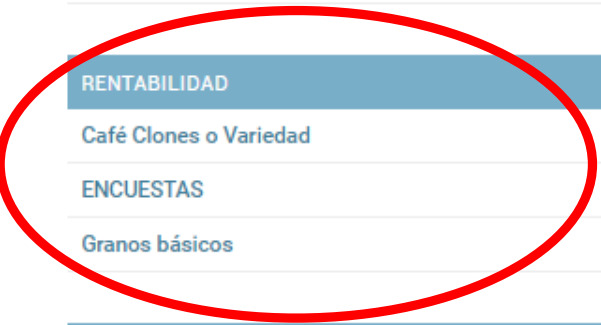 RENTABILIDAD
Café Clones o Variedad
ENCUESTAS
Granos básicos